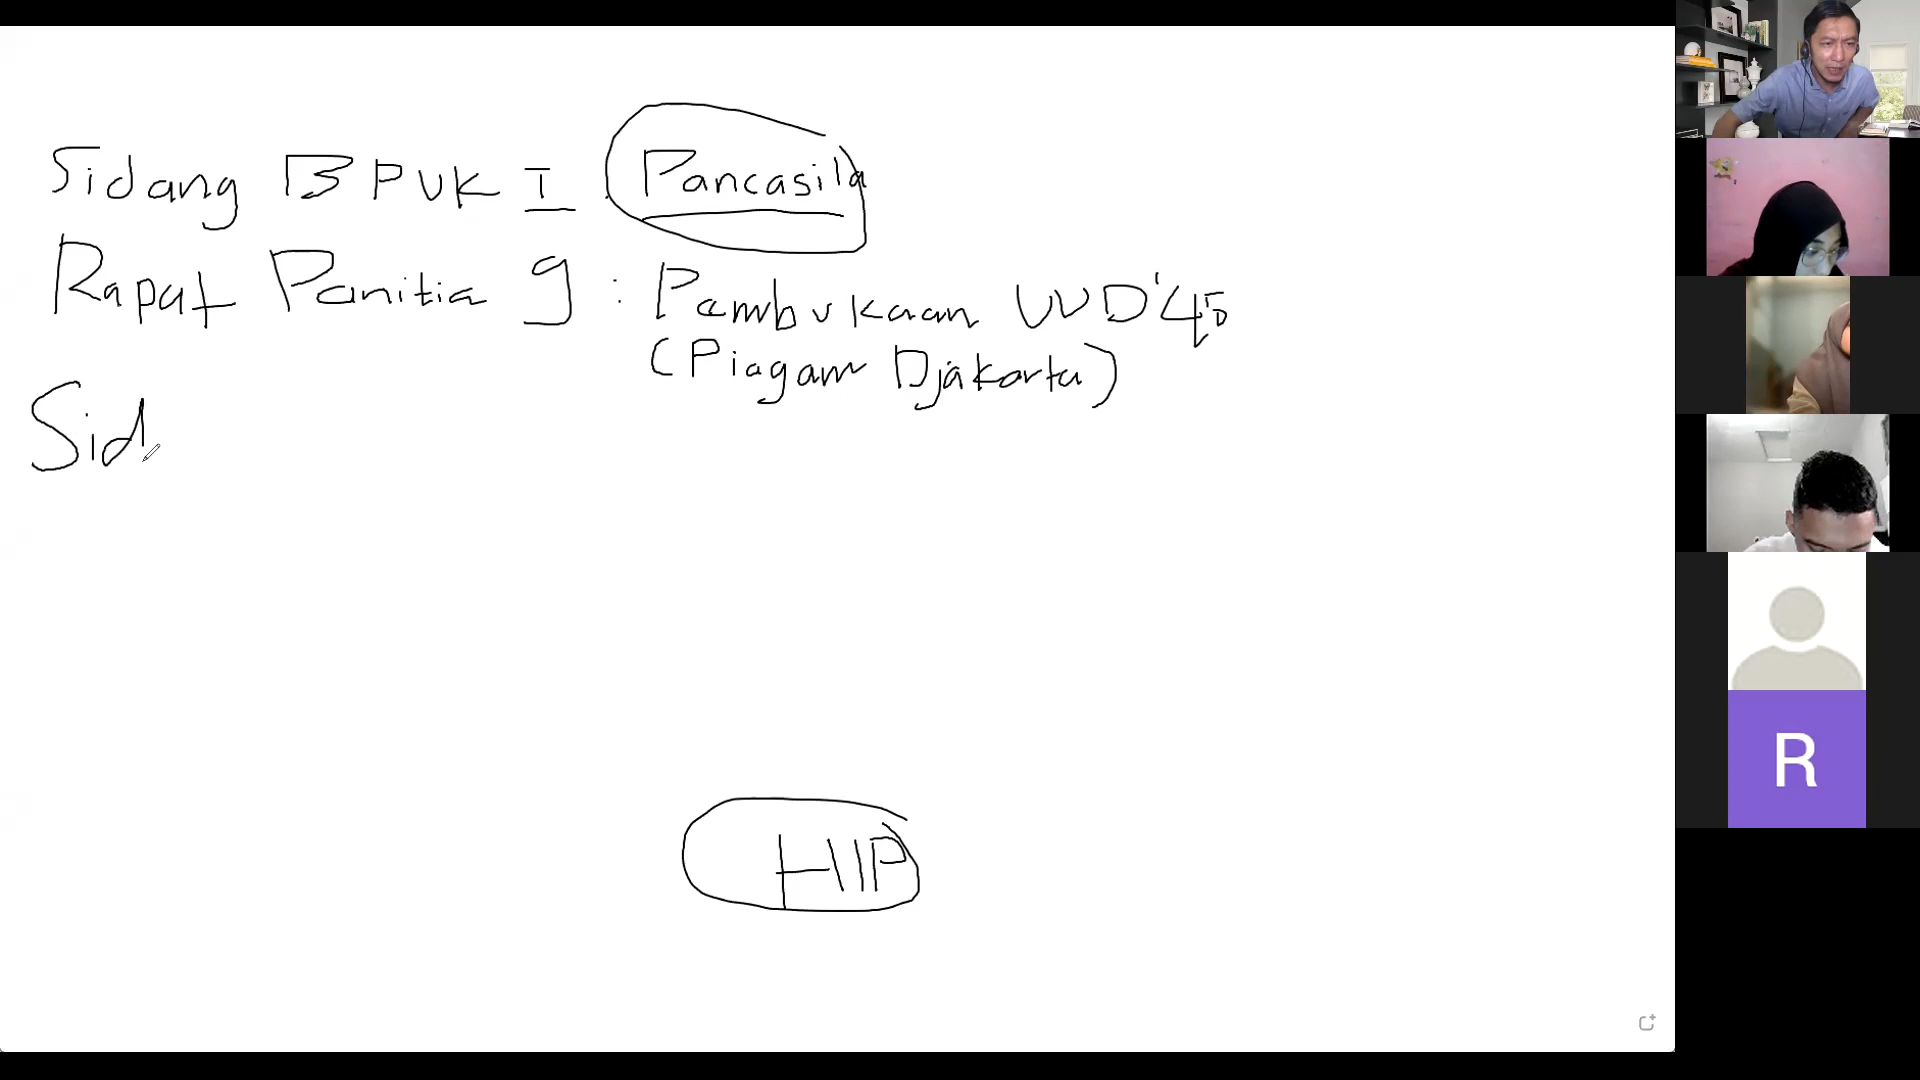 Sidang BPUK I : Pancasila
Rapat Panitia 9 : Pembukaan UUD'45
(Piagam Djakarta)
Sid
HIP
R